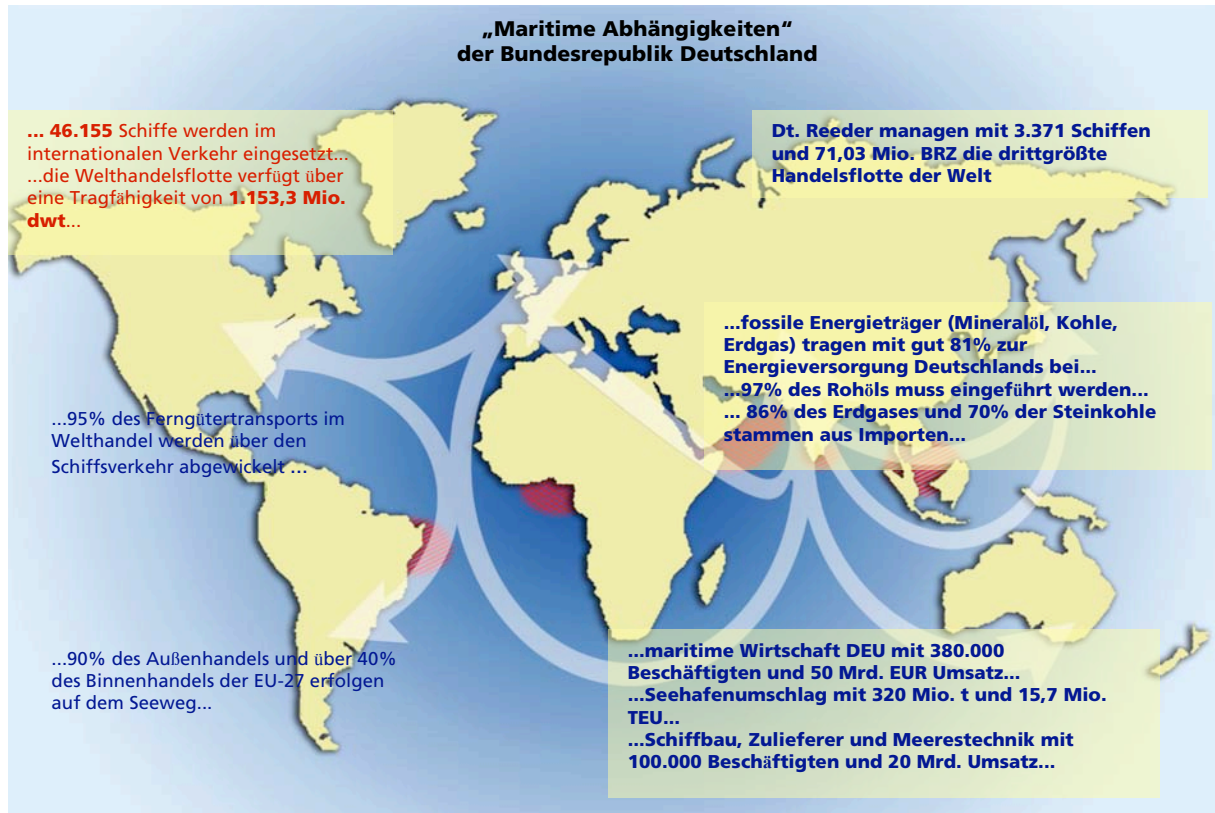 „Maritime Abhängigkeiten“
der Bundesrepublik Deutschland
... 46.155 Schiffe werden im
internationalen Verkehr eingesetzt...
...die Welthandelsflotte verfügt über
eine Tragfähigkeit von 1.153,3 Mio.
dwt...
Dt. Reeder managen mit 3.371 Schiffen
und 71,03 Mio. BRZ die drittgrößte
Handelsflotte der Welt
...fossile Energieträger (Mineralöl, Kohle,
Erdgas) tragen mit gut 81% zur
Energieversorgung Deutschlands bei...
...97% des Rohöls muss eingeführt werden...
... 86% des Erdgases und 70% der Steinkohle
stammen aus Importen...
...95% des Ferngütertransports im
Welthandel werden über den
Schiffsverkehr abgewickelt ...
...90% des Außenhandels und über 40%
des Binnenhandels der EU-27 erfolgen
auf dem Seeweg...
...maritime Wirtschaft DEU mit 380.000
Beschäftigten und 50 Mrd. EUR Umsatz...
...Seehafenumschlag mit 320 Mio. t und 15,7 Mio.
TEU...
...Schiffbau, Zulieferer und Meerestechnik mit
100.000 Beschäftigten und 20 Mrd. Umsatz...